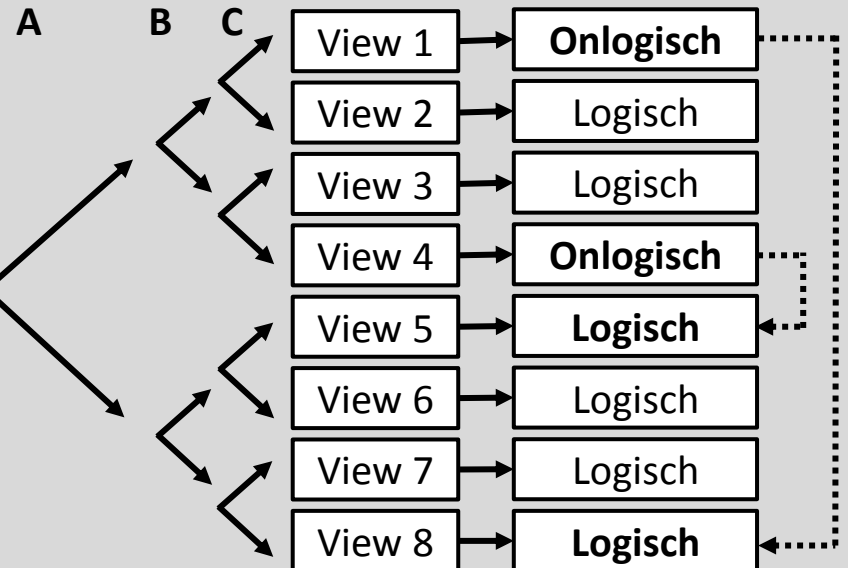 A B C
View 1 Onlogisch
View 2 Logisch
View 3 Logisch
View 4 Onlogisch
View 5 Logisch
View 6 Logisch
View 7 Logisch
View 8 Logisch